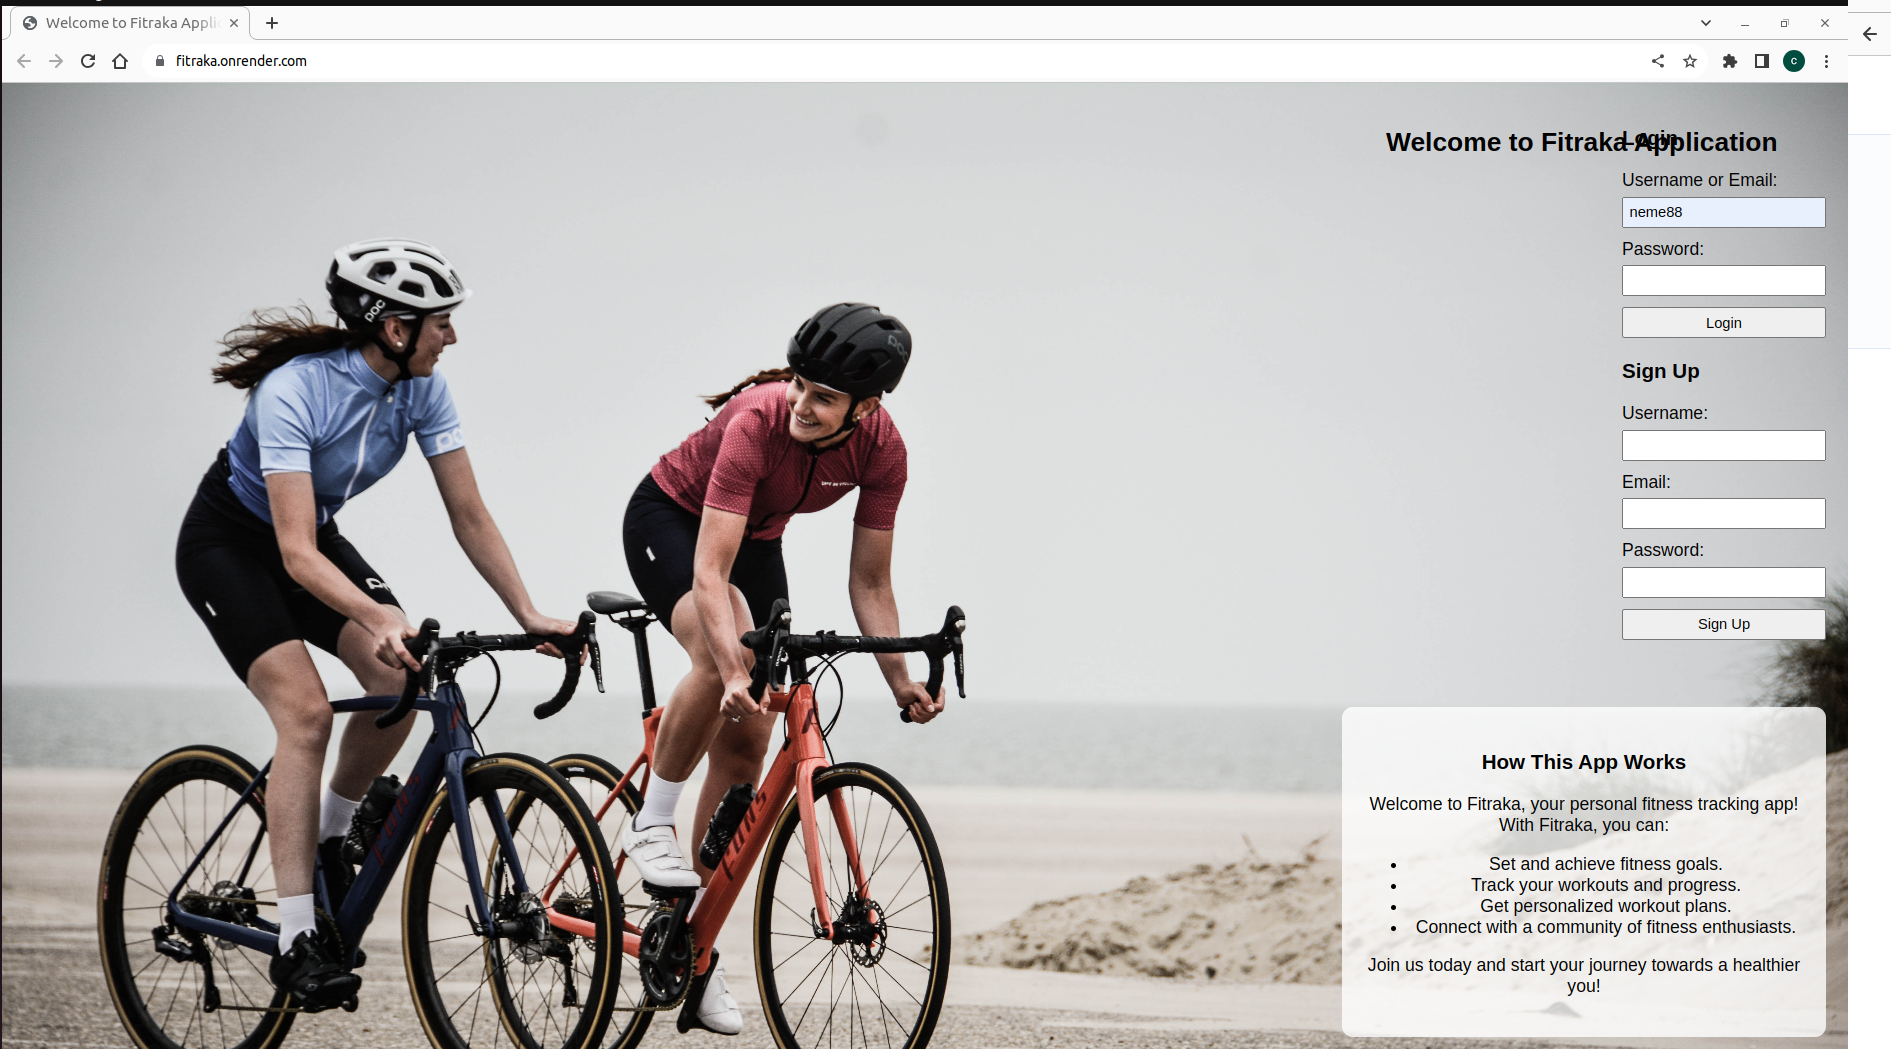 Welcome to Fitraka Applic
fitraka.onrender.com
C
Welcome to Fitraka Application
Login
Username or Email:
neme88
Password:
Login
Sign Up
Username:
Email:
Password:
Sign Up
poc
POC
How This App Works
Welcome to Fitraka, your personal fitness tracking app!
With Fitraka, you can:
• Set and achieve fitness goals.
• Track your workouts and progress.
• Get personalized workout plans.
• Connect with a community of fitness enthusiasts.
Join us today and start your journey towards a healthier
you!